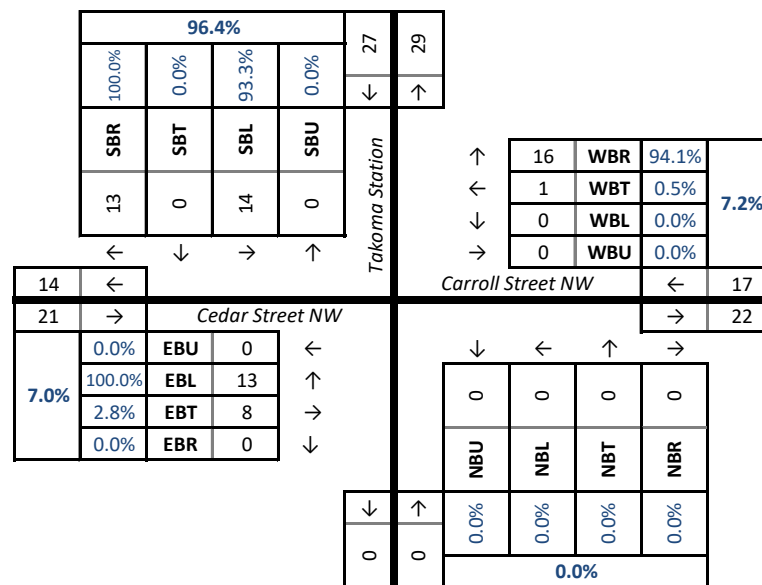 96.4%
27 29
100.0% 0.0% 93.3% 0.0%
↓ ↑
SBR SBT SBL SBU
13 0 14 0
← ↓ → ↑
Takoma Station
↑ 16 WBR 94.1%
← 1 WBT 0.5%
↓ 0 WBL 0.0%
→ 0 WBU 0.0%
7.2%
14 ←
Carroll Street NW ← 17
21 → Cedar Street NW
→ 22
0.0% EBU 0 ←
100.0% EBL 13 ↑
2.8% EBT 8 →
0.0% EBR 0 ↓
7.0%
↓ ← ↑ →
0 0 0 0
NBU NBL NBT NBR
↓ ↑
0.0% 0.0% 0.0% 0.0%
0 0
0.0%